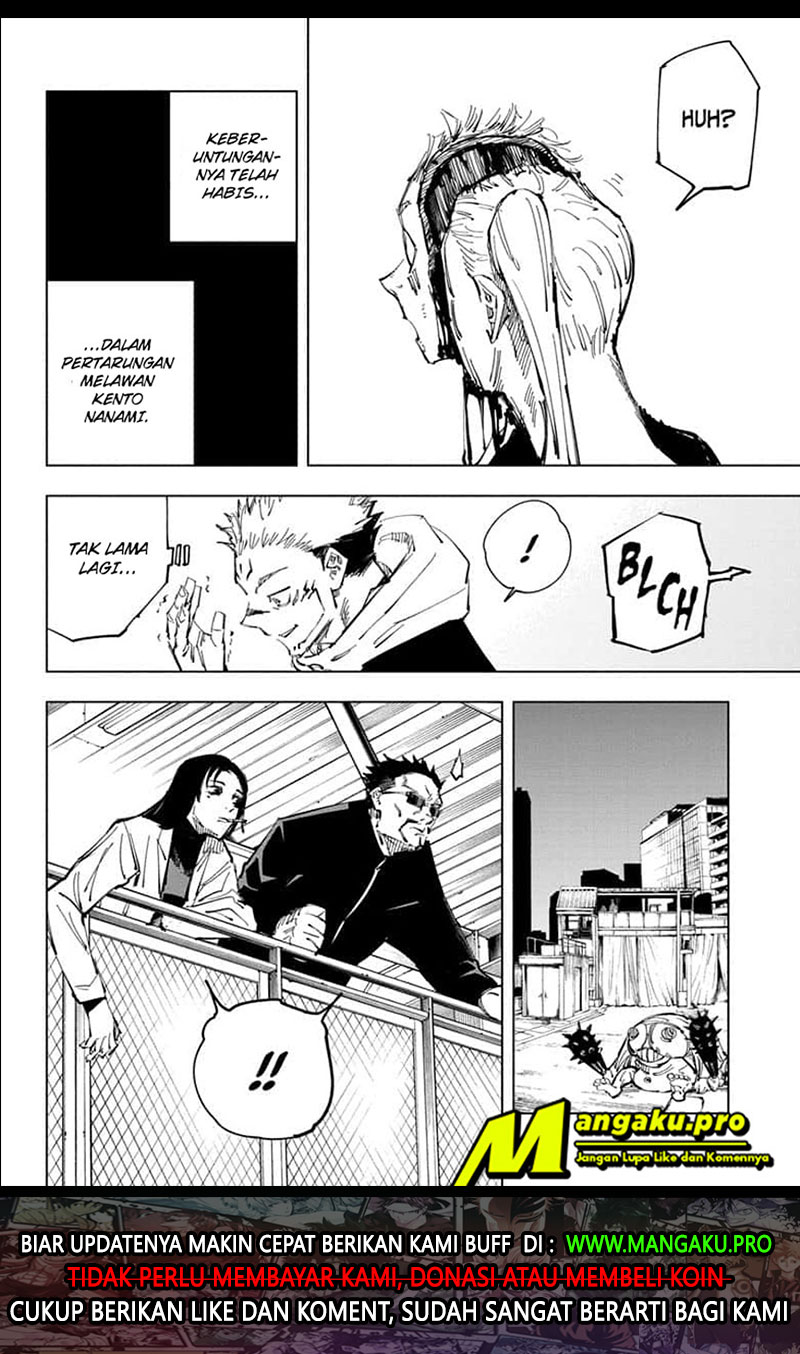 HUH?
KEBER-
UNTUNGAN-
NYA TELAH
HABIS...
...DALAM
PERTARUNGAN
MELAWAN
KENTO
NANAMI.
BLCH
!
TAK LAMA
LAGI...
!!
Mangaku.pro
Jangan Lupa Like dan Komennya
BIAR UPDATENYA MAKIN CEPAT BERIKAN KAMI BUFF DI : WWW.MANGAKU.PRO
TIDAK PERLU MEMBAYAR KAMI, DONASI ATAU MEMBELI KOIN
CUKUP BERIKAN LIKE DAN KOMENT, SUDAH SANGAT BERARTI BAGI KAMI